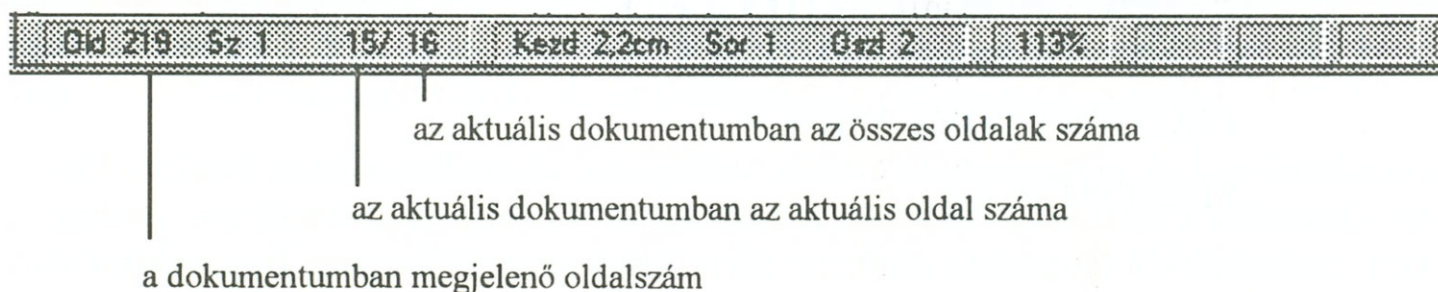 Old 219 Sz 1 15/ 16 Kezd 2,2cm Sor 1 Oszl 2 113%
az aktuális dokumentumban az összes oldalak száma
az aktuális dokumentumban az aktuális oldal száma
a dokumentumban megjelenő oldalszám